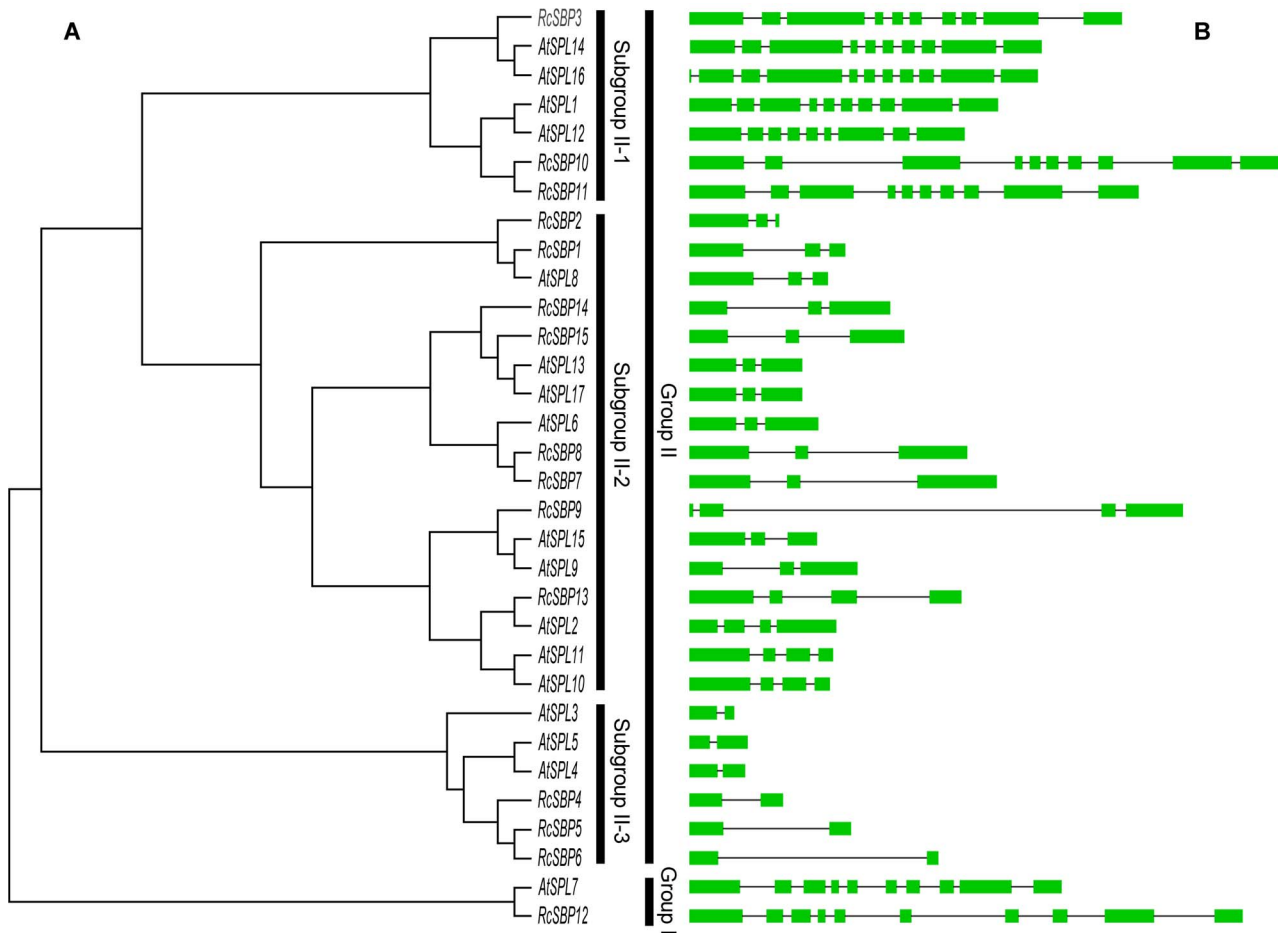 A
B
RcSBP3
AtSPL14
AtSPL16
AtSPL1
AtSPL12
RcSBP10
RcSBP11
RcSBP2
RcSBP1
AtSPL8
RcSBP14
RcSBP15
AtSPL13
AtSPL17
AtSPL6
RcSBP8
RcSBP7
RcSBP9
AtSPL15
AtSPL9
RcSBP13
AtSPL2
AtSPL11
AtSPL10
AtSPL3
AtSPL5
AtSPL4
RcSBP4
RcSBP5
RcSBP6
AtSPL7
RcSBP12
Subgroup II-1
Subgroup II-2
Subgroup II-3
Group II
Group I